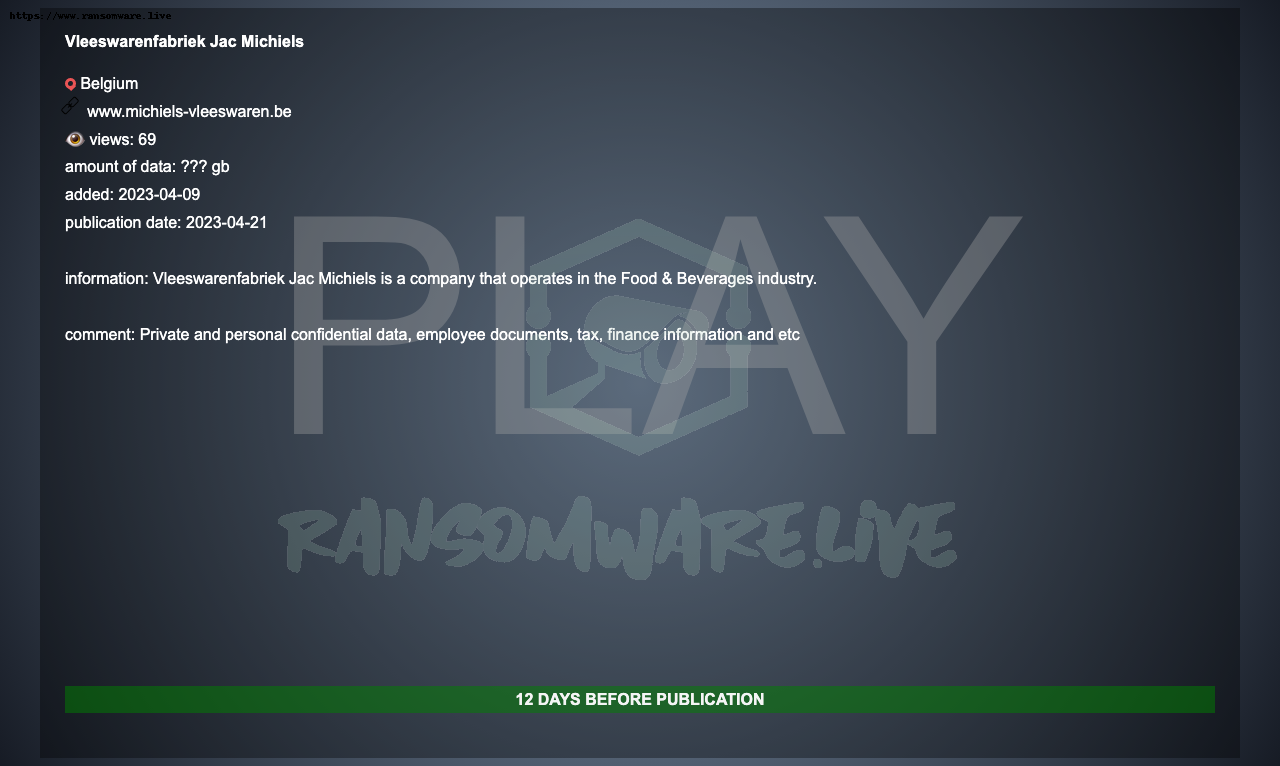 https://www.ransomware.live
Vleeswarenfabriek Jac Michiels
Belgium
www.michiels-vleeswaren.be
views: 69
amount of data: ??? gb
added: 2023-04-09
publication date: 2023-04-21
PLAY
information: Vleeswarenfabriek Jac Michiels is a company that operates in the Food & Beverages industry.
comment: Private and personal confidential data, employee documents, tax, finance information and etc
RANSOMWARE.LIVE
12 DAYS BEFORE PUBLICATION